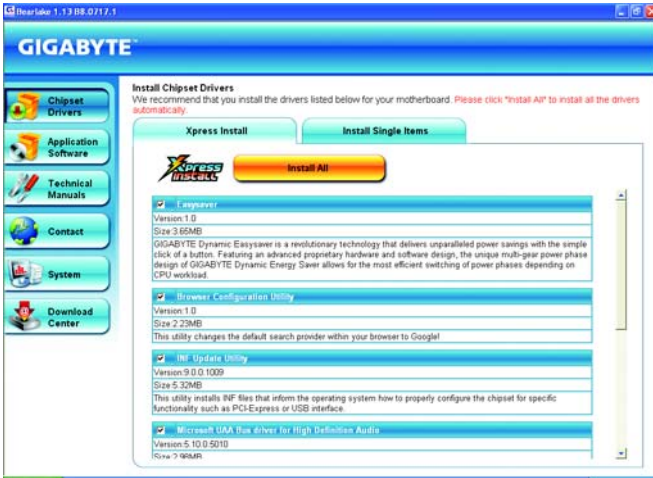 Bearlake 1.13 B8.0717.1
GIGABYTE™
Chipset
Drivers
Application
Software
Technical
Manuals
Contact
System
Download
Center
Install Chipset Drivers
We recommend that you install the drivers listed below for your motherboard. Please click "Install All" to install all the drivers
automatically.
Xpress Install
Install Single Items
Xpress
Install
Install All
Easysaver
Version:1.0
Size:3.65MB
GIGABYTE Dynamic Easysaver is a revolutionary technology that delivers unparalleled power savings with the simple
click of a button. Featuring an advanced proprietary hardware and software design, the unique multi-gear power phase
design of GIGABYTE Dynamic Energy Saver allows for the most efficient switching of power phases depending on
CPU workload.
Browser Configuration Utility
Version:1.0
Size:2.23MB
This utility changes the default search provider within your browser to Google!
INF Update Utility
Version:9.0.0.1009
Size:5.32MB
This utility installs INF files that inform the operating system how to properly configure the chipset for specific
functionality such as PCI-Express or USB interface.
Microsoft UAA Bus driver for High Definition Audio
Version:5.10.0.5010
Size:2.98MB